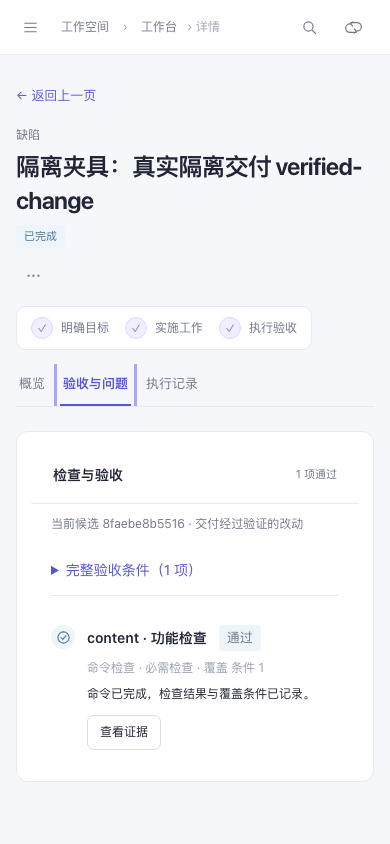 工作空间 › 工作台 › 详情
← 返回上一页
缺陷
隔离夹具：真实隔离交付 verified-
change
已完成
...
明确目标 实施工作 执行验收
概览 验收与问题 执行记录
检查与验收 1 项通过
当前候选 8faebe8b5516 · 交付经过验证的改动
▶ 完整验收条件（1 项）
content · 功能检查 通过
命令检查 · 必需检查 · 覆盖 条件 1
命令已完成，检查结果与覆盖条件已记录。
查看证据